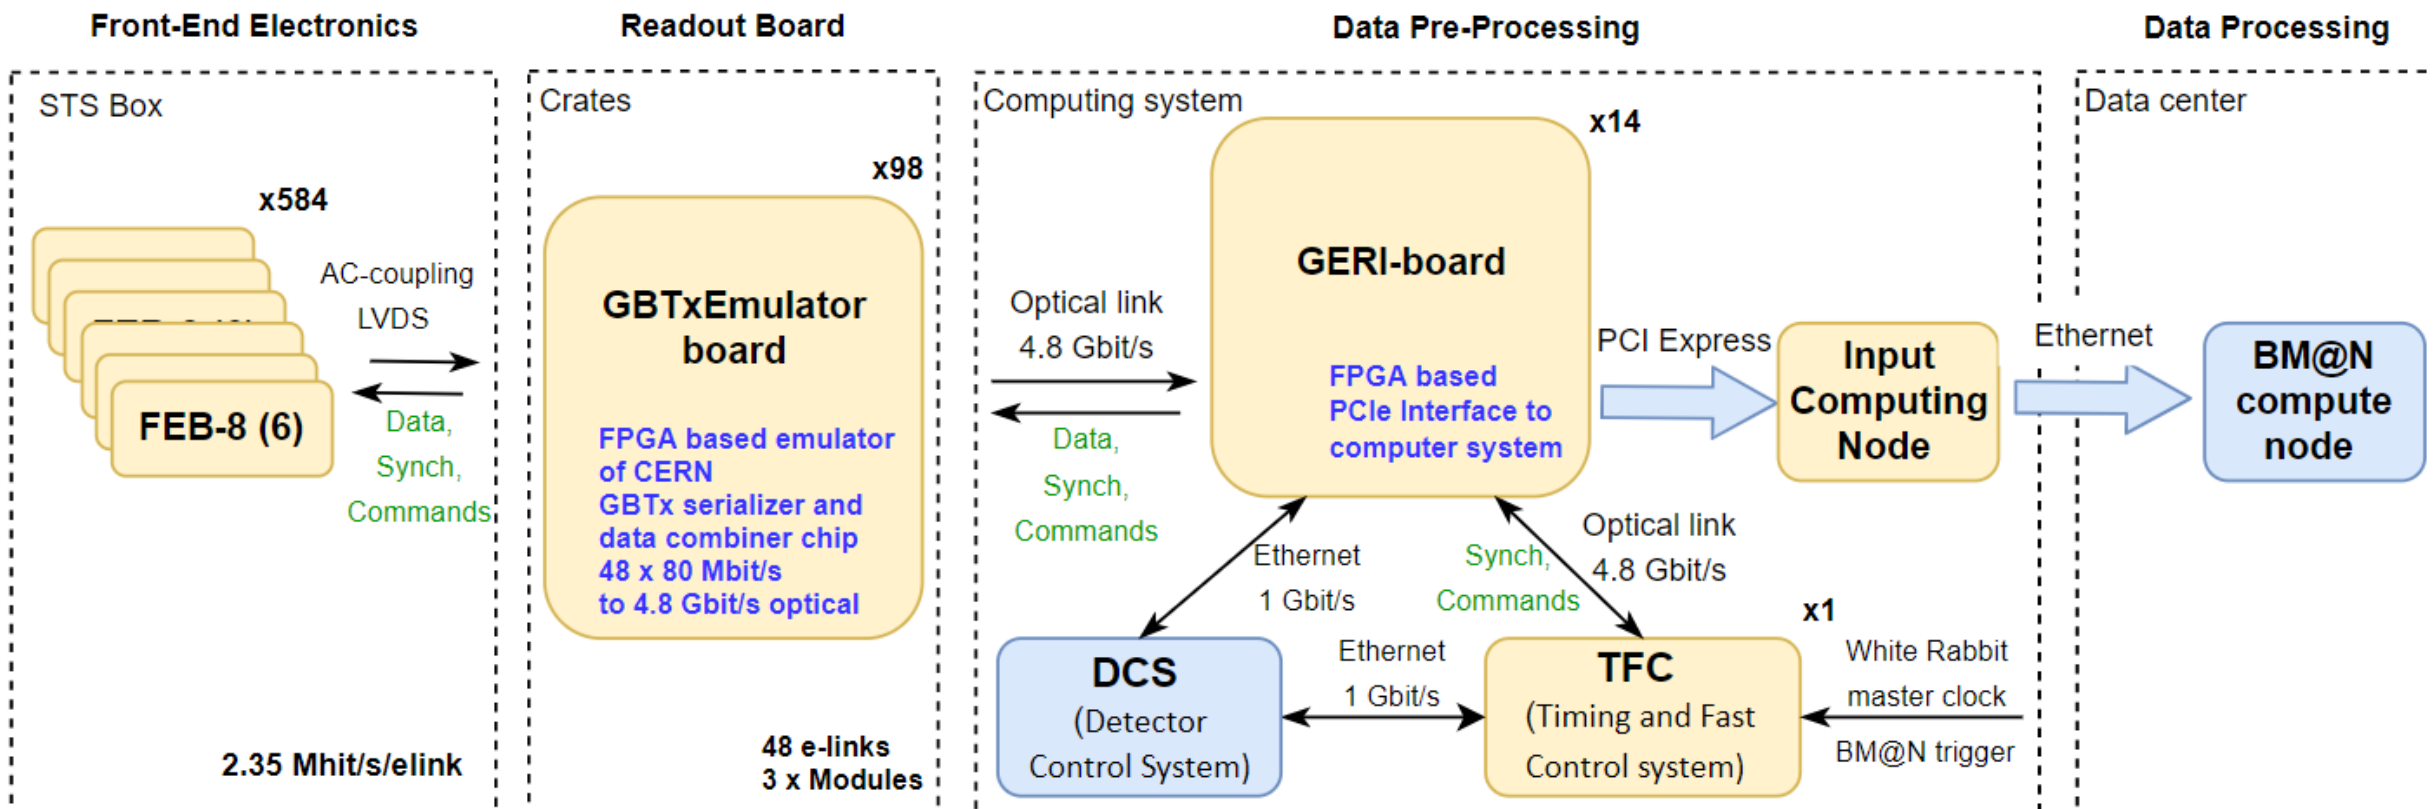 Front-End Electronics
Readout Board
Data Pre-Processing
Data Processing
STS Box
x584
AC-coupling
LVDS
FEB-8 (6)
Data,
Synch,
Commands
2.35 Mhit/s/elink
Crates
x98
GBTxEmulator
board
FPGA based emulator
of CERN
GBTx serializer and
data combiner chip
48 x 80 Mbit/s
to 4.8 Gbit/s optical
48 e-links
3 x Modules
Computing system
x14
Optical link
4.8 Gbit/s
Data,
Synch,
Commands
GERI-board
FPGA based
PCIe Interface to
computer system
PCI Express
Input
Computing
Node
Ethernet
1 Gbit/s
Synch,
Commands
Optical link
4.8 Gbit/s
DCS
(Detector
Control System)
Ethernet
1 Gbit/s
x1
TFC
(Timing and Fast
Control system)
White Rabbit
master clock
BM@N trigger
Data center
Ethernet
BM@N
compute
node